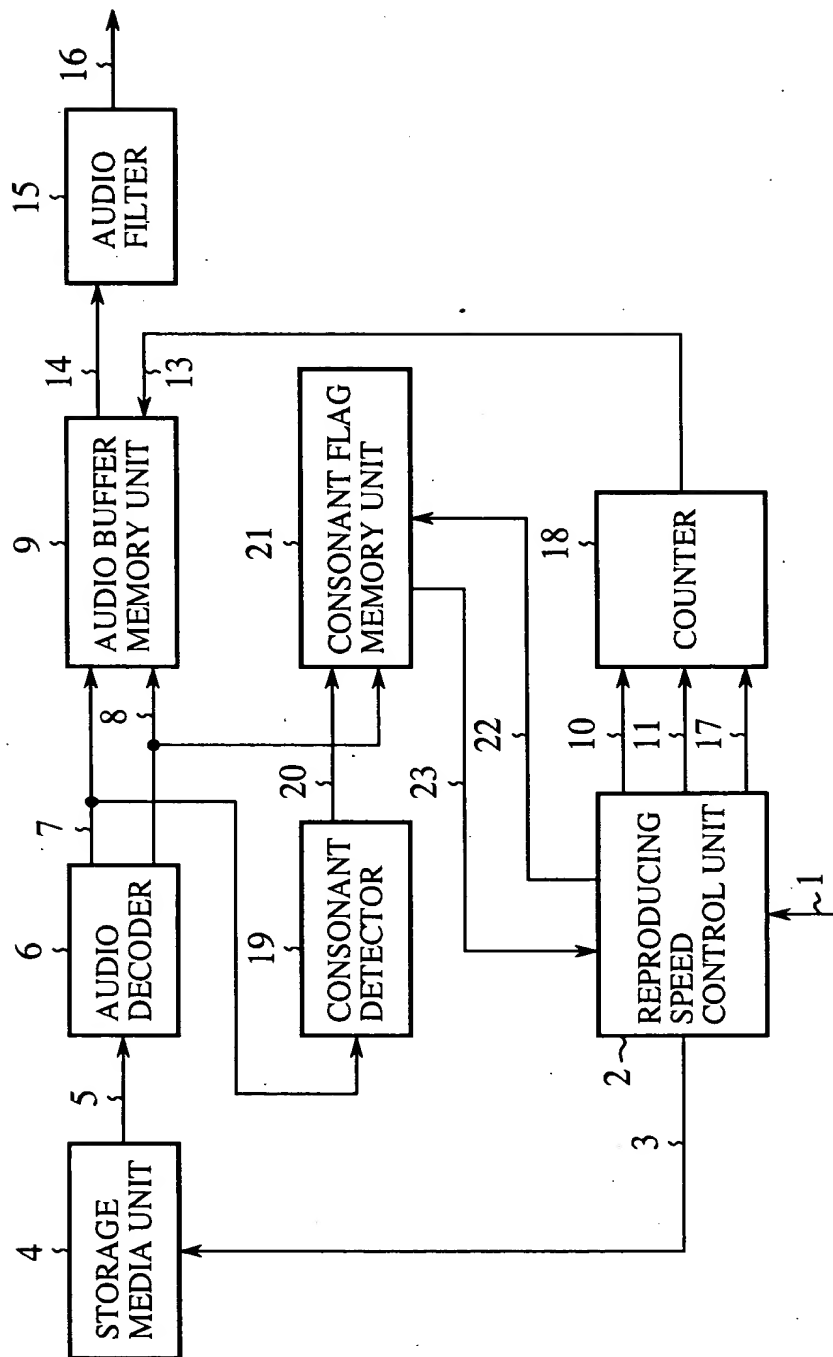 4
STORAGE
MEDIA UNIT
5
6
AUDIO
DECODER
7
8
9
AUDIO BUFFER
MEMORY UNIT
14
13
15
AUDIO
FILTER
16
19
CONSONANT
DETECTOR
20
21
CONSONANT FLAG
MEMORY UNIT
23
22
3
2
REPRODUCING
SPEED
CONTROL UNIT
1
10
11
17
18
COUNTER